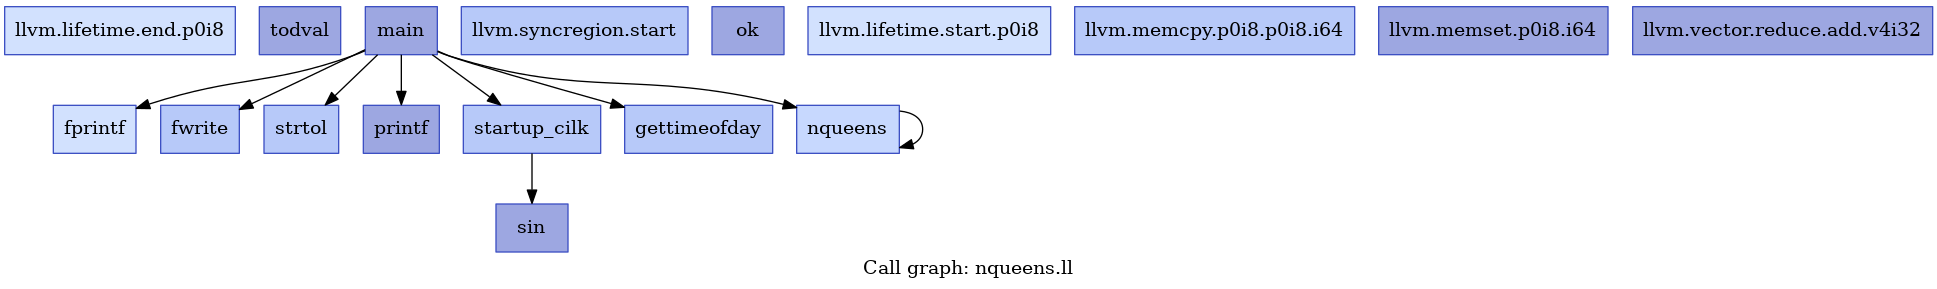 llvm.lifetime.end.p0i8
todval
main
llvm.syncregion.start
ok
llvm.lifetime.start.p0i8
llvm.memcpy.p0i8.p0i8.i64
llvm.memset.p0i8.i64
llvm.vector.reduce.add.v4i32
fprintf
fwrite
strtol
printf
startup_cilk
gettimeofday
nqueens
sin
Call graph: nqueens.ll